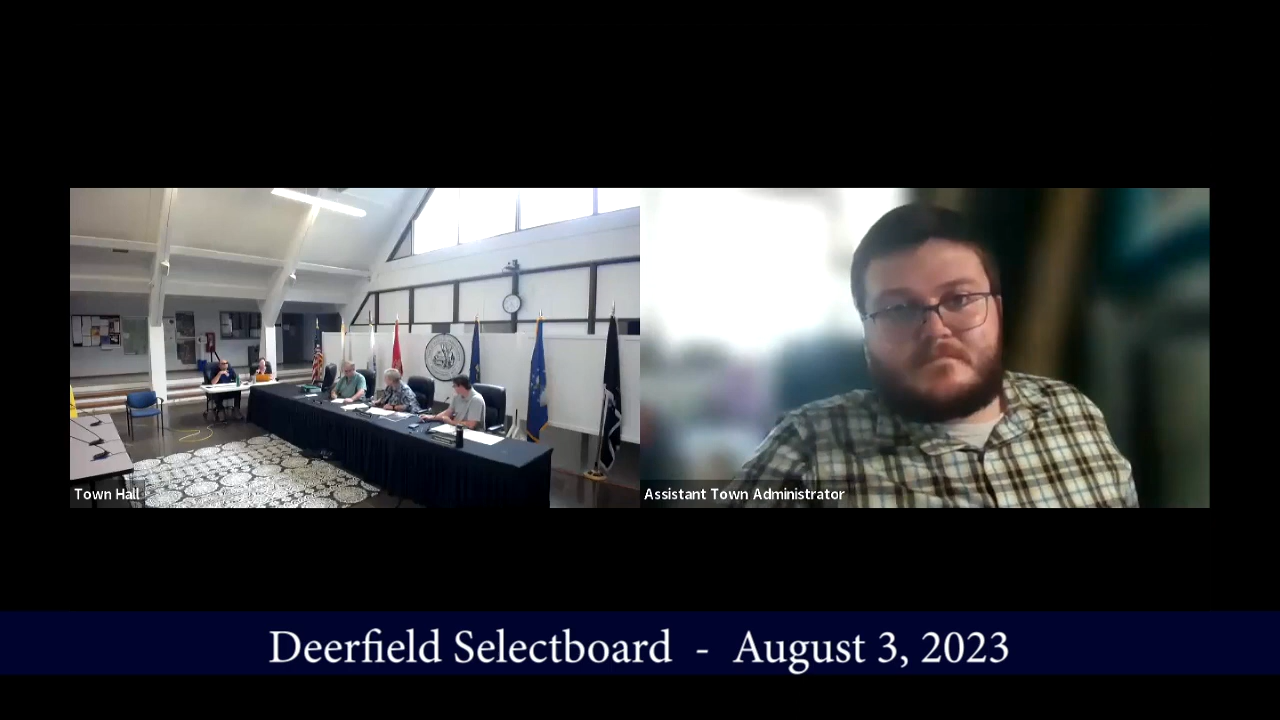 Town Hall
Assistant Town Administrator
Deerfield Selectboard - August 3, 2023